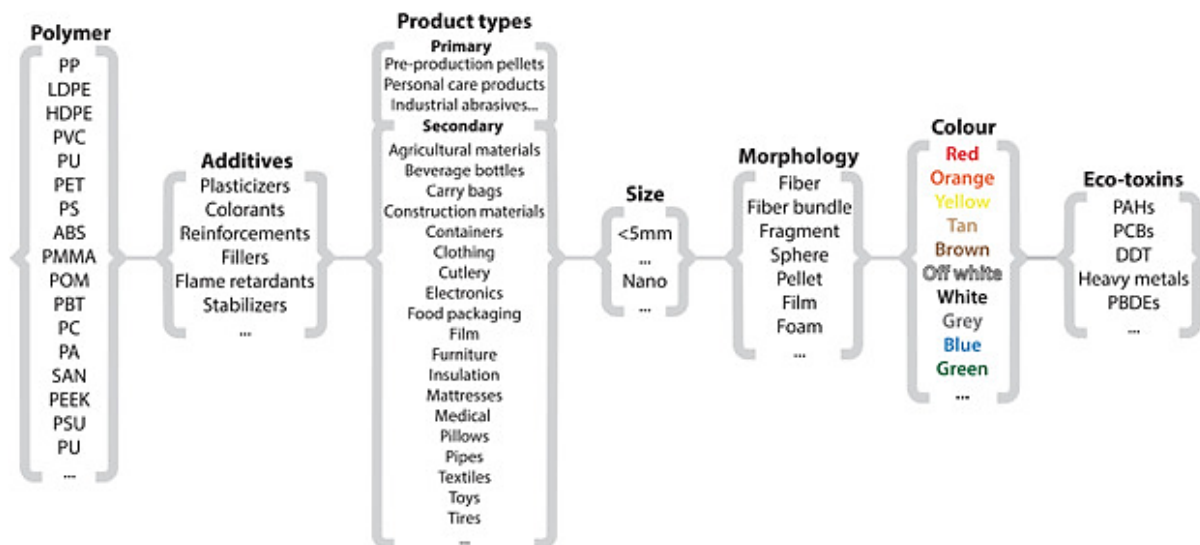 Polymer
PP
LDPE
HDPE
PVC
PU
PET
PS
ABS
PMMA
POM
PBT
PC
PA
SAN
PEEK
PSU
PU
...
Additives
Plasticizers
Colorants
Reinforcements
Fillers
Flame retardants
Stabilizers
...
Product types
Primary
Pre-production pellets
Personal care products
Industrial abrasives...
Secondary
Agricultural materials
Beverage bottles
Carry bags
Construction materials
Containers
Clothing
Cutlery
Electronics
Food packaging
Film
Furniture
Insulation
Mattresses
Medical
Pillows
Pipes
Textiles
Toys
Tires
...
Size
<5mm
...
Nano
...
Morphology
Fiber
Fiber bundle
Fragment
Sphere
Pellet
Film
Foam
...
Colour
Red
Orange
Yellow
Tan
Brown
Off white
White
Grey
Blue
Green
...
Eco-toxins
PAHs
PCBs
DDT
Heavy metals
PBDEs
...